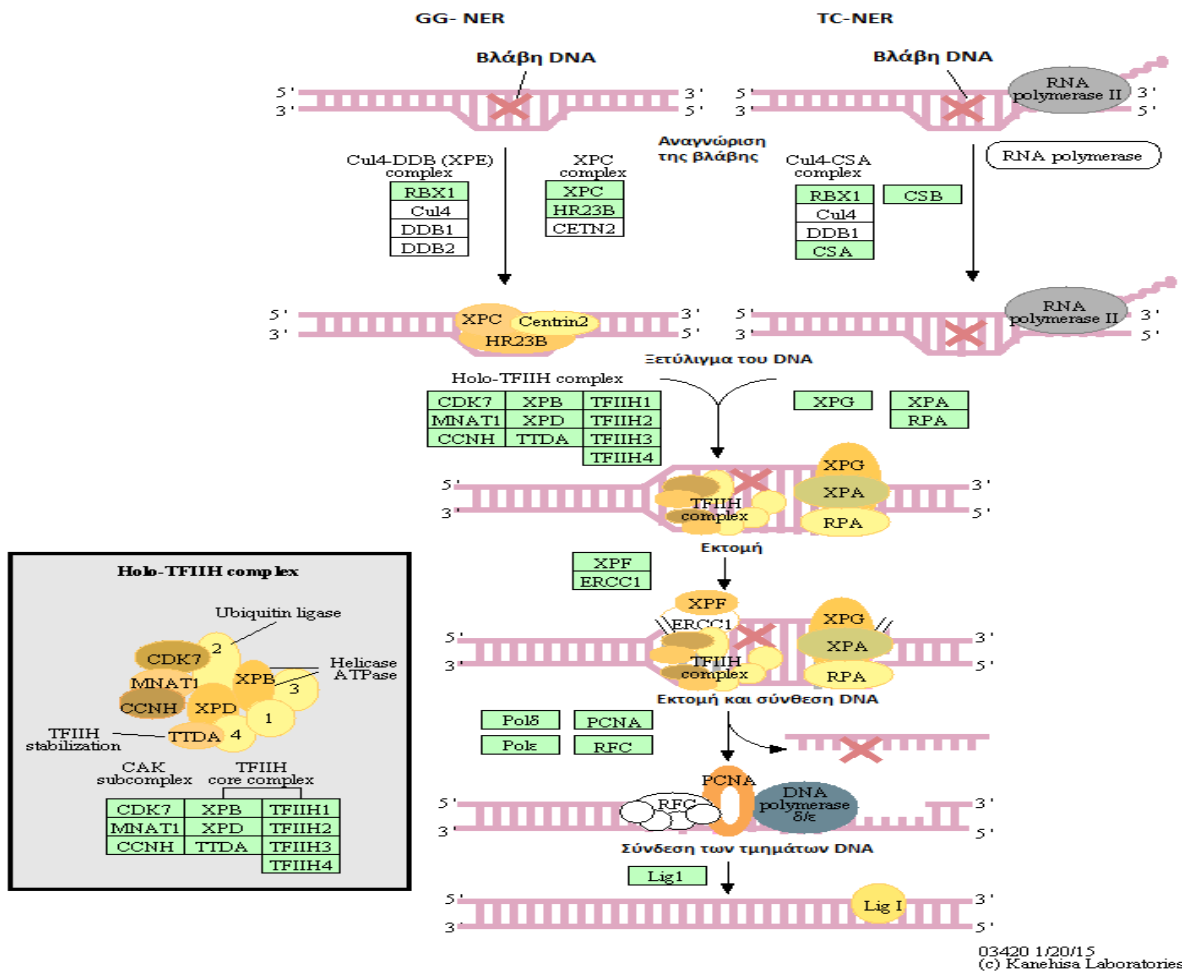 GG- NER
TC-NER
Βλάβη DNA
Βλάβη DNA
RNA
polymerase II
5'
3'
3'
5'
5'
3'
3'
5'
Αναγνώριση
της βλάβης
RNA polymerase
Cul4-DDB (XPE)
complex
RBX1
Cul4
DDB1
DDB2
XPC
complex
XPC
HR23B
CETN2
Cul4-CSA
complex
RBX1
Cul4
DDB1
CSA
CSB
5'
3'
XPC
Centrin2
HR23B
3'
5'
5'
3'
RNA
polymerase II
3'
5'
Ξετύλιγμα του DNA
Holo-TFIIH complex
CDK7 XPB TFIIH1
MNAT1 XPD TFIIH2
CCNH TTDA TFIIH3
TFIIH4
XPG
XPA
RPA
5'
3'
TFIIH
complex
XPG
XPA
RPA
3'
5'
Εκτομή
XPF
ERCC1
5'
3'
XPF
ERCC1
TFIIH
complex
XPG
XPA
RPA
3'
5'
Εκτομή και σύνθεση DNA
Polδ
PCNA
Polε
RFC
5'
3'
RFC
PCNA
DNA
polymerase
δ/ε
3'
5'
Σύνδεση των τμημάτων DNA
Lig1
5'
3'
Lig I
3'
5'
Holo-TFIIH complex
Ubiquitin ligase
2
CDK7
MNAT1
CCNH
XPB
XPD
3
1
4
TTDA
Helicase
ATPase
TFIIH
stabilization
CAK
subcomplex
TFIIH
core complex
CDK7 XPB TFIIH1
MNAT1 XPD TFIIH2
CCNH TTDA TFIIH3
TFIIH4
03420 1/20/15
(c) Kanehisa Laboratories